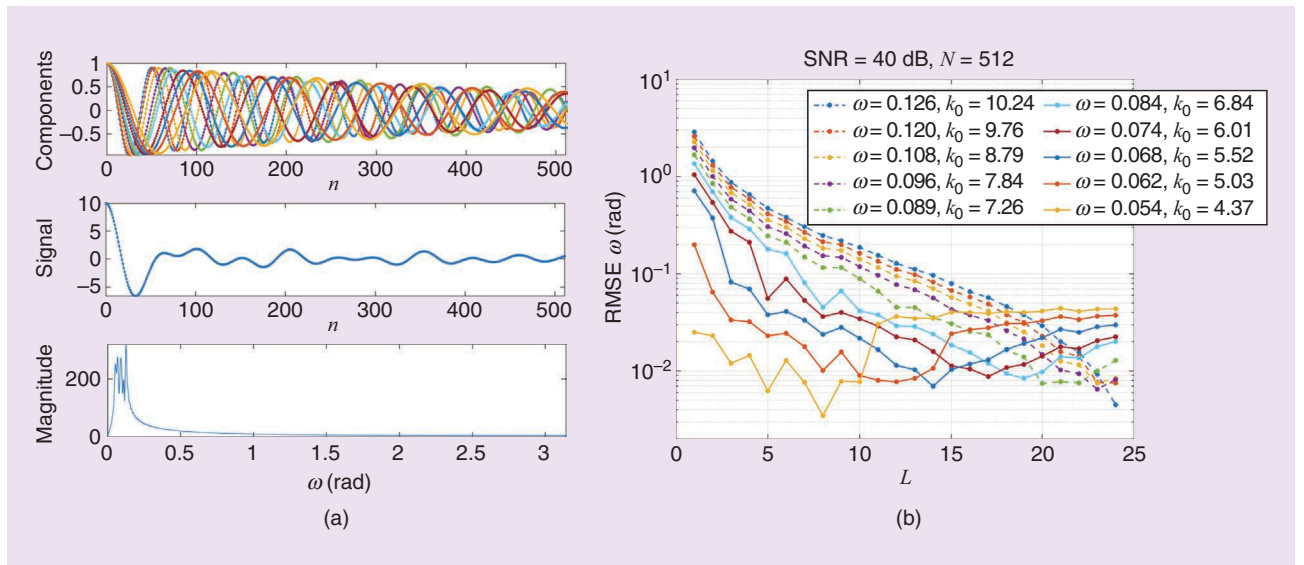 Components
1
0.5
0
−0.5
0 100 200 300 400 500
n
Signal
10
5
0
−5
0 100 200 300 400 500
n
Magnitude
200
0
0 0.5 1 1.5 2 2.5 3
ω (rad)
(a)
SNR = 40 dB, N = 512
RMSE ω (rad)
10¹
10⁰
10⁻¹
10⁻²
ω = 0.126, k₀ = 10.24
ω = 0.120, k₀ = 9.76
ω = 0.108, k₀ = 8.79
ω = 0.096, k₀ = 7.84
ω = 0.089, k₀ = 7.26
ω = 0.084, k₀ = 6.84
ω = 0.074, k₀ = 6.01
ω = 0.068, k₀ = 5.52
ω = 0.062, k₀ = 5.03
ω = 0.054, k₀ = 4.37
0 5 10 15 20 25
L
(b)